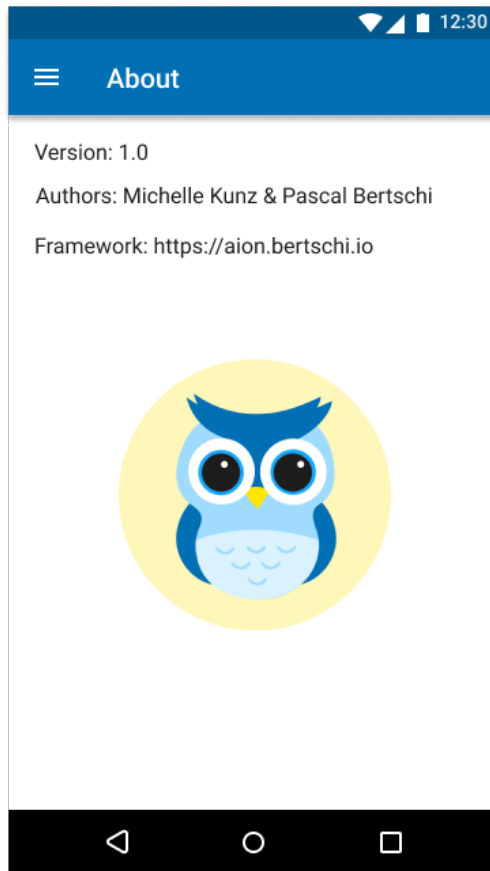 12:30
About
Version: 1.0
Authors: Michelle Kunz & Pascal Bertschi
Framework: https://aion.bertschi.io